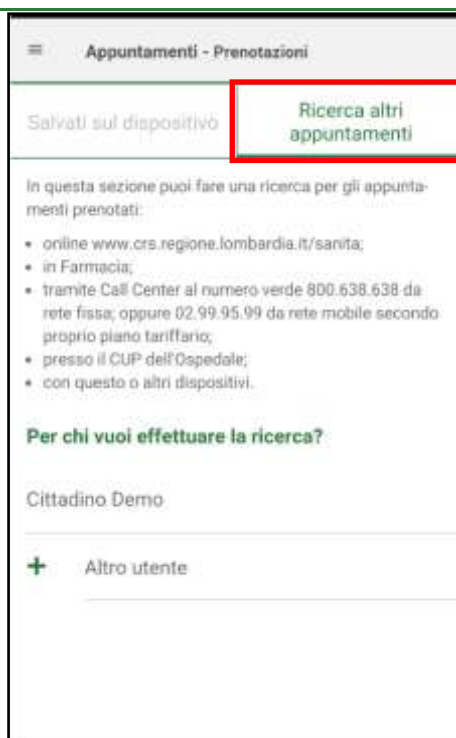 Appuntamenti - Prenotazioni
Salvati sul dispositivo
Ricerca altri
appuntamenti
In questa sezione puoi fare una ricerca per gli appunta-
menti prenotati:
• online www.crs.regione.lombardia.it/sanita;
• in Farmacia;
• tramite Call Center al numero verde 800.638.638 da
rete fissa; oppure 02.99.95.99 da rete mobile secondo
proprio piano tariffario;
• presso il CUP dell'Ospedale;
• con questo o altri dispositivi.
Per chi vuoi effettuare la ricerca?
Cittadino Demo
+ Altro utente